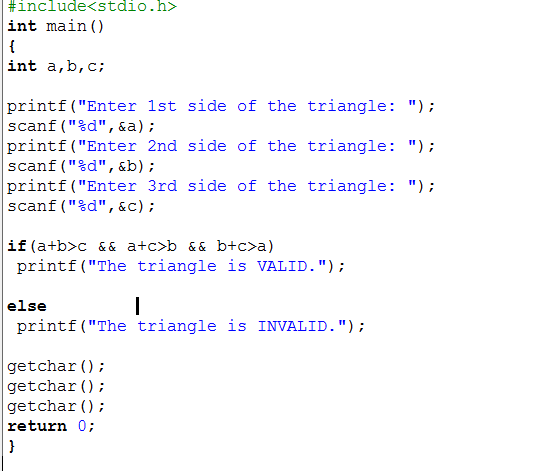 #include<stdio.h>
int main()
{
int a,b,c;
printf("Enter 1st side of the triangle: ");
scanf("%d",&a);
printf("Enter 2nd side of the triangle: ");
scanf("%d",&b);
printf("Enter 3rd side of the triangle: ");
scanf("%d",&c);
if(a+b>c && a+c>b && b+c>a)
printf("The triangle is VALID.");
else
printf("The triangle is INVALID.");
getchar();
getchar();
getchar();
return 0;
}